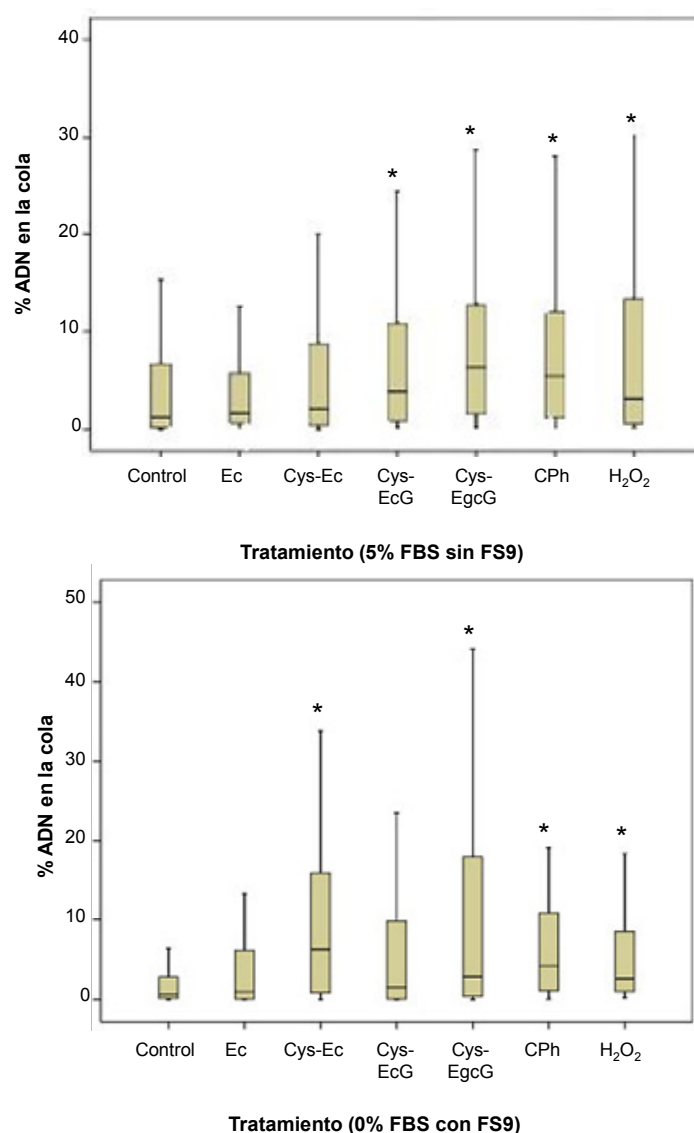 40
30
20
10
0
% ADN en la cola
* * * *
Control Ec Cys-Ec Cys-EcG Cys-EgcG CPh H₂O₂
Tratamiento (5% FBS sin FS9)
50
40
30
20
10
0
% ADN en la cola
* * * *
Control Ec Cys-Ec Cys-EcG Cys-EgcG CPh H₂O₂
Tratamiento (0% FBS con FS9)